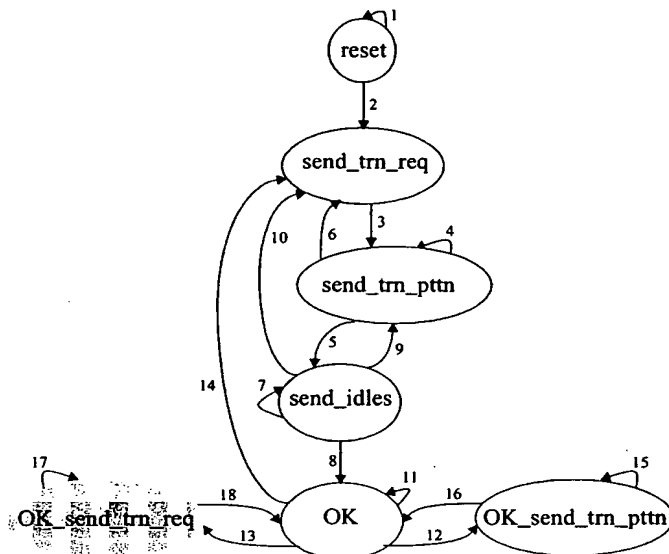 1
reset
2
send_trn_req
10
6
3
4
send_trn_pttn
5
9
14
7
send_idles
8
11
17
15
18
16
OK_send_trn_req
OK
OK_send_trn_pttn
13
12